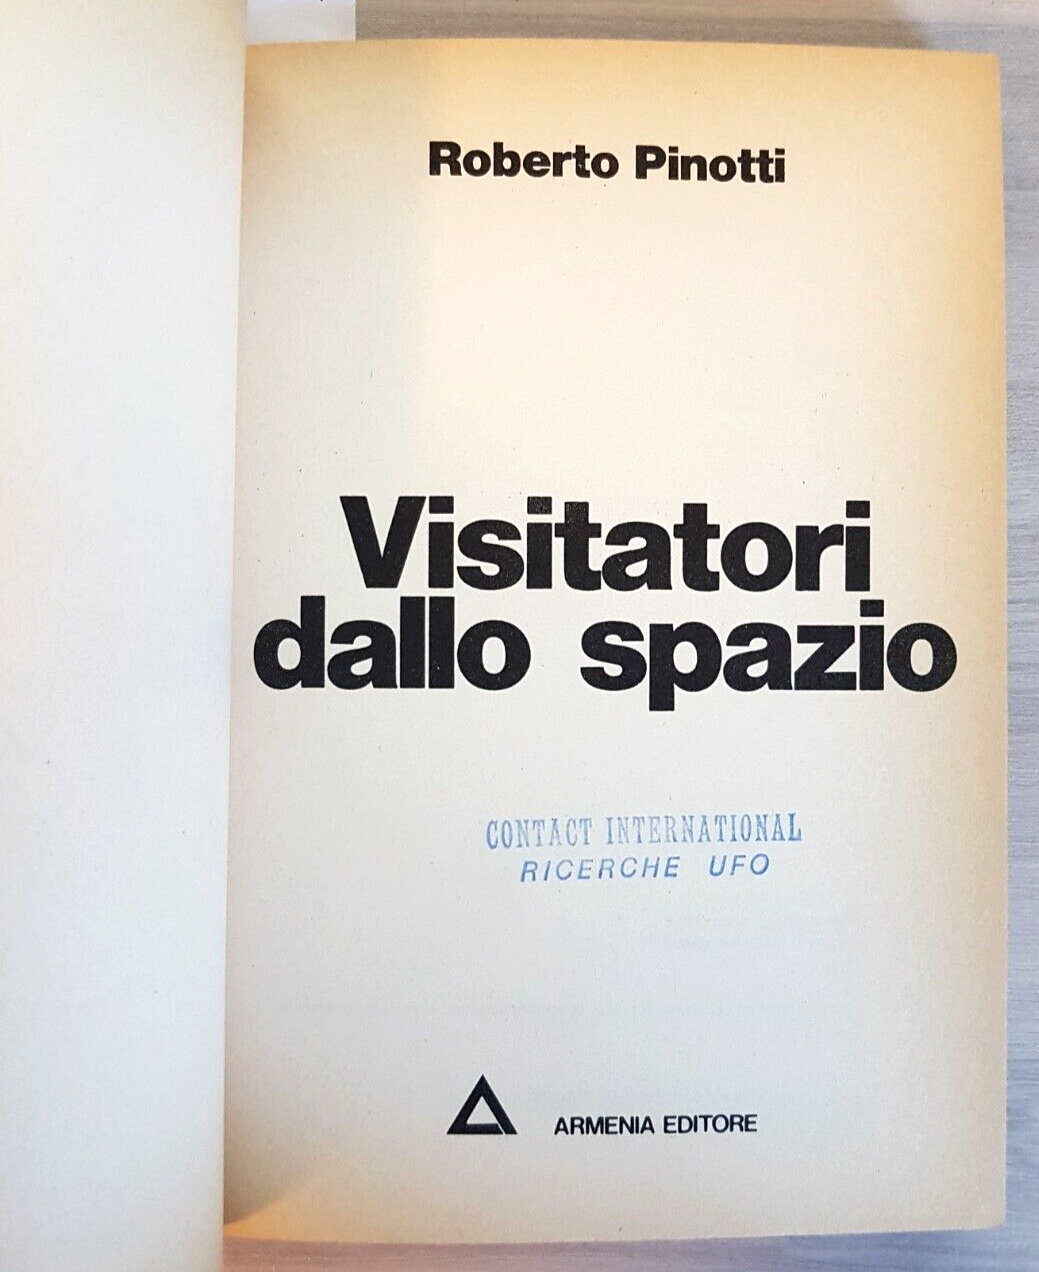 Roberto Pinotti
Visitatori
dallo spazio
CONTACT INTERNATIONAL
RICERCHE UFO
ARMENIA EDITORE